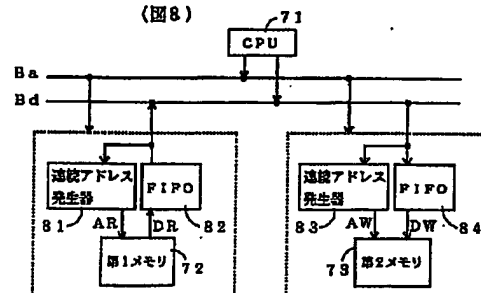 (図8)
71
CPU
Ba
Bd
連続アドレス
発生器
FIFO
81
AR
DR
82
第1メモリ
72
連続アドレス
発生器
FIFO
83
AW
DW
84
73
第2メモリ